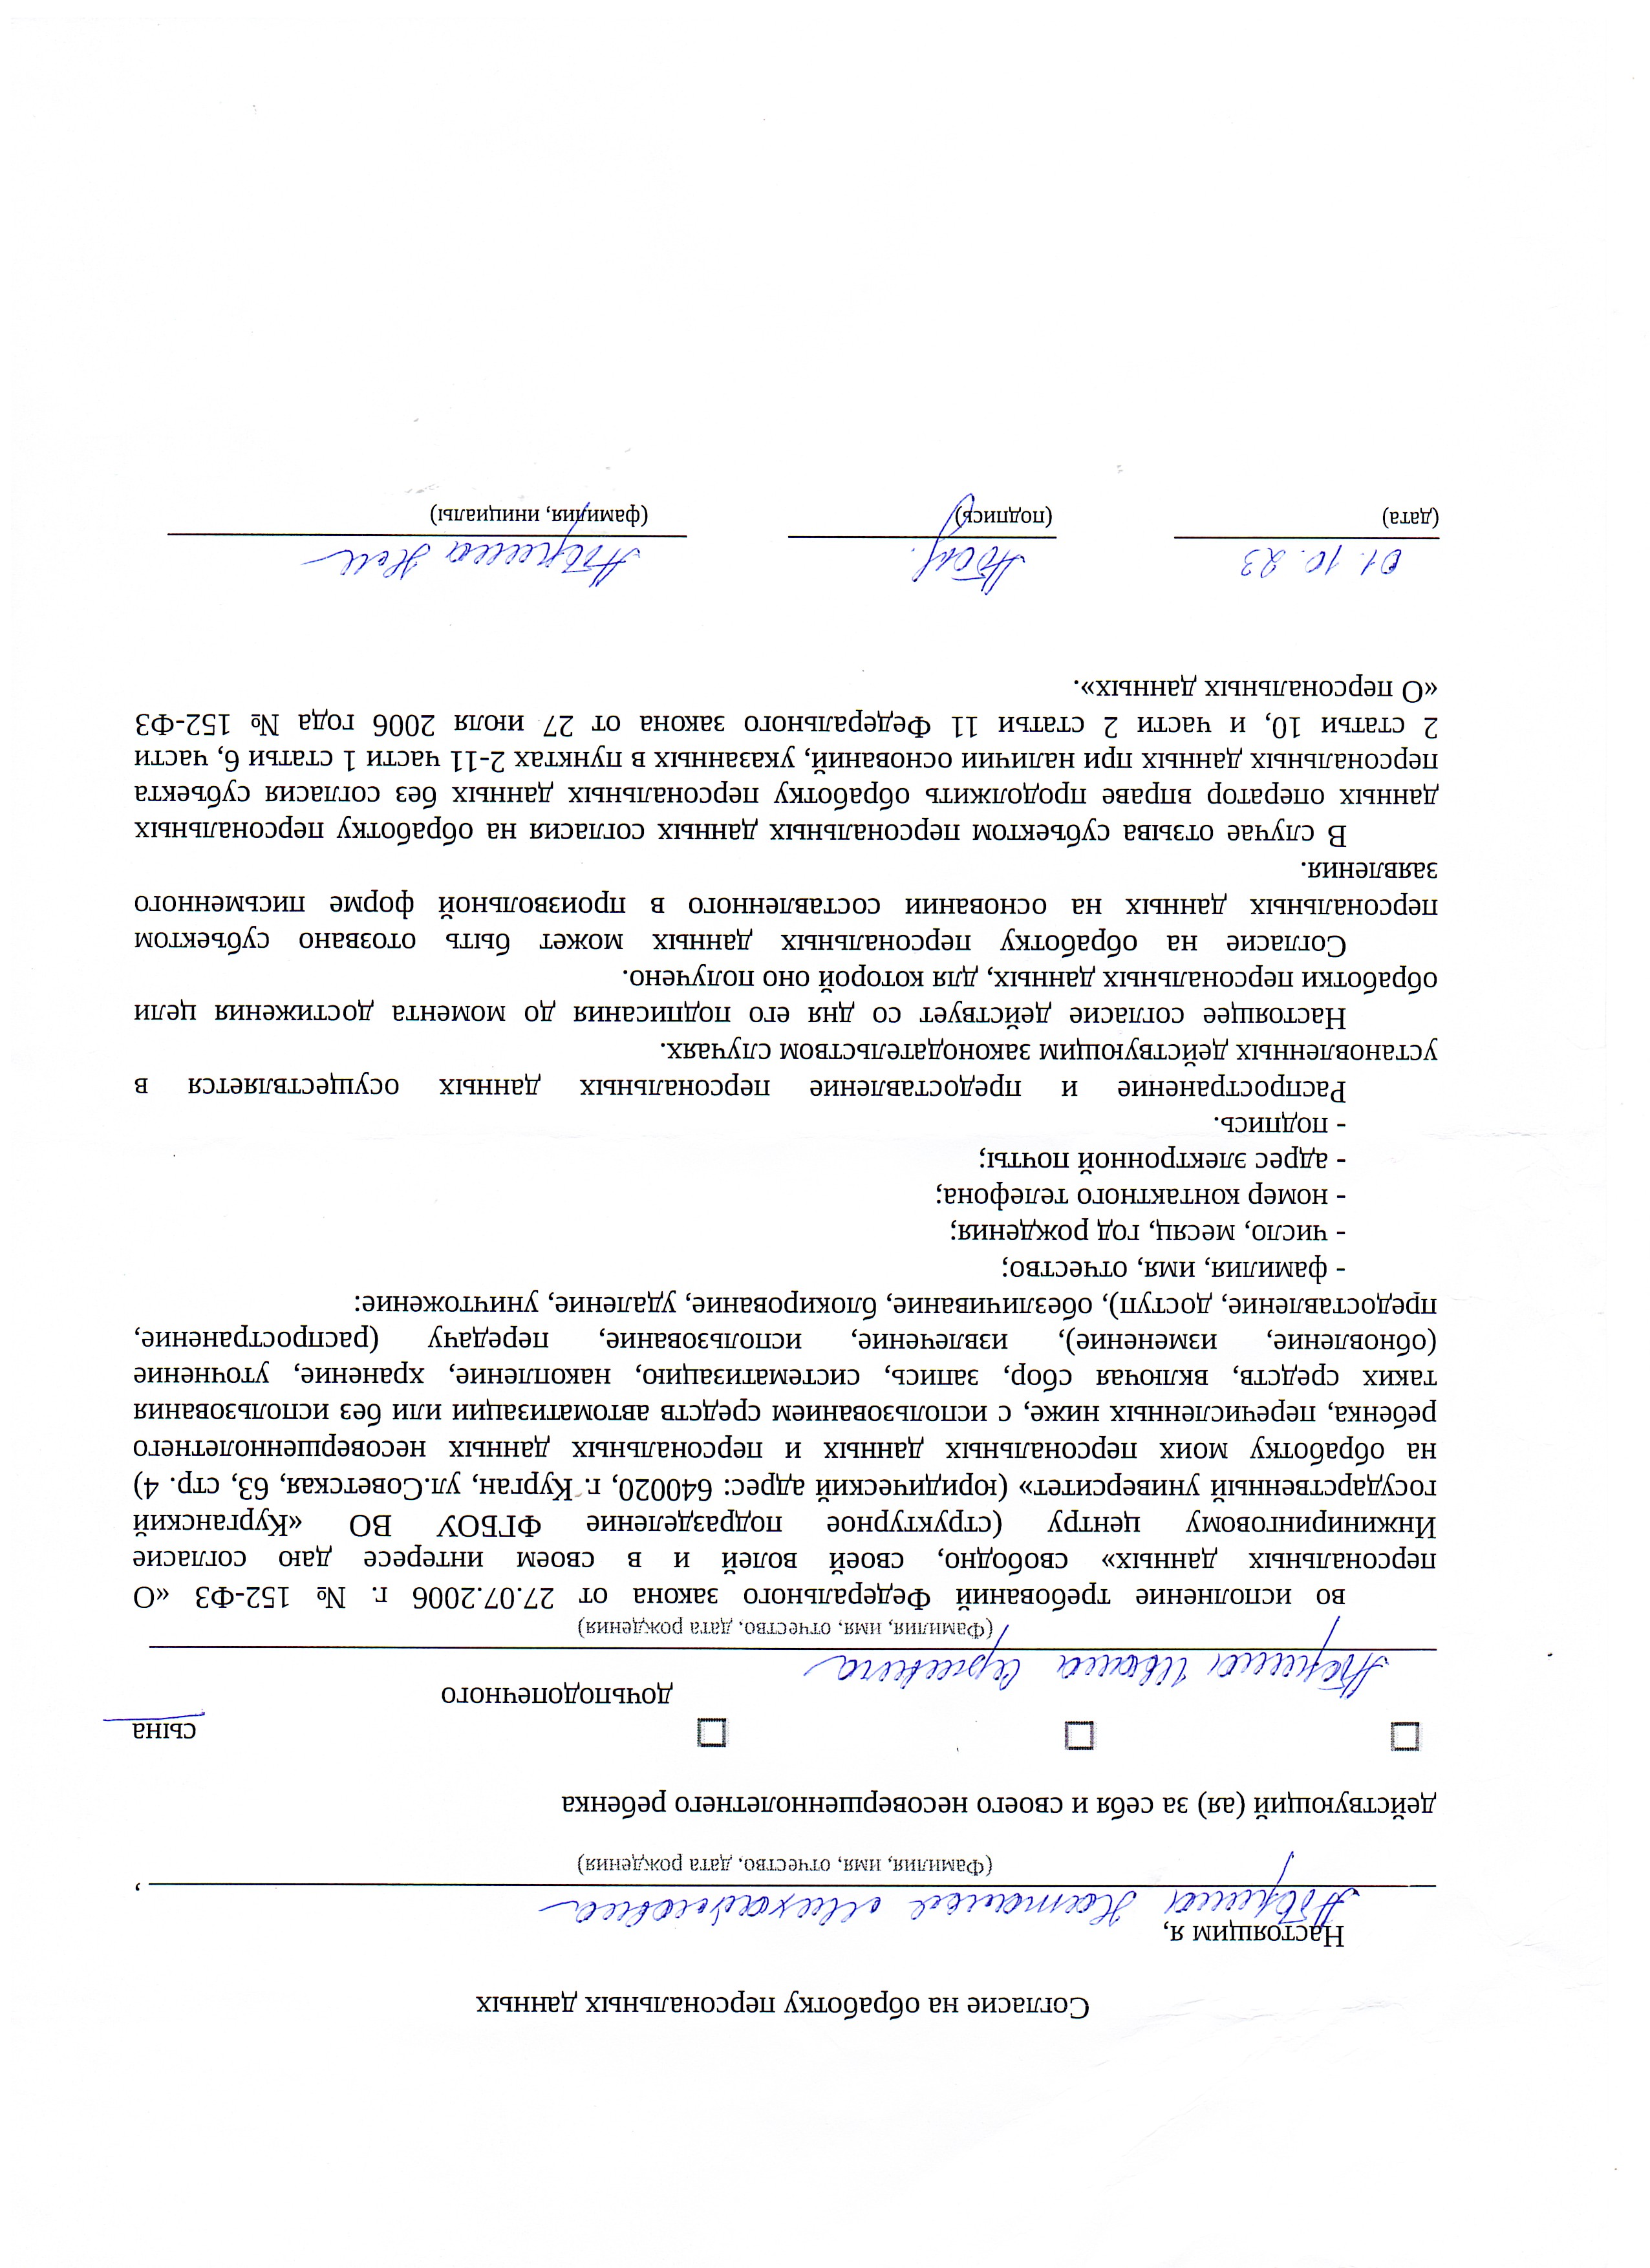 Согласие на обработку персональных данных
Настоящим я, Наталья Михайловна
,
(Фамилия, имя, отчество, дата рождения)
действующий (ая) за себя и своего несовершеннолетнего ребенка
☐ ☐ ☐ сына
дочьподопечного
Ивана
(Фамилия, имя, отчество, дата рождения)
во исполнение требований Федерального закона от 27.07.2006 г. № 152-ФЗ «О
персональных данных» свободно, своей волей и в своем интересе даю согласие
Инжиниринговому центру (структурное подразделение ФГБОУ ВО «Курганский
государственный университет» (юридический адрес: 640020, г. Курган, ул.Советская, 63, стр. 4)
на обработку моих персональных данных и персональных данных несовершеннолетнего
ребенка, перечисленных ниже, с использованием средств автоматизации или без использования
таких средств, включая сбор, запись, систематизацию, накопление, хранение, уточнение
(обновление, изменение), извлечение, использование, передачу (распространение,
предоставление, доступ), обезличивание, блокирование, удаление, уничтожение:
- фамилия, имя, отчество;
- число, месяц, год рождения;
- номер контактного телефона;
- адрес электронной почты;
- подпись.
Распространение и предоставление персональных данных осуществляется в
установленных действующим законодательством случаях.
Настоящее согласие действует со дня его подписания до момента достижения цели
обработки персональных данных, для которой оно получено.
Согласие на обработку персональных данных может быть отозвано субъектом
персональных данных на основании составленного в произвольной форме письменного
заявления.
В случае отзыва субъектом персональных данных согласия на обработку персональных
данных оператор вправе продолжить обработку персональных данных без согласия субъекта
персональных данных при наличии оснований, указанных в пунктах 2-11 части 1 статьи 6, части
2 статьи 10, и части 2 статьи 11 Федерального закона от 27 июля 2006 года № 152-ФЗ
«О персональных данных».
01.10.23
(дата) (подпись) (фамилия, инициалы)